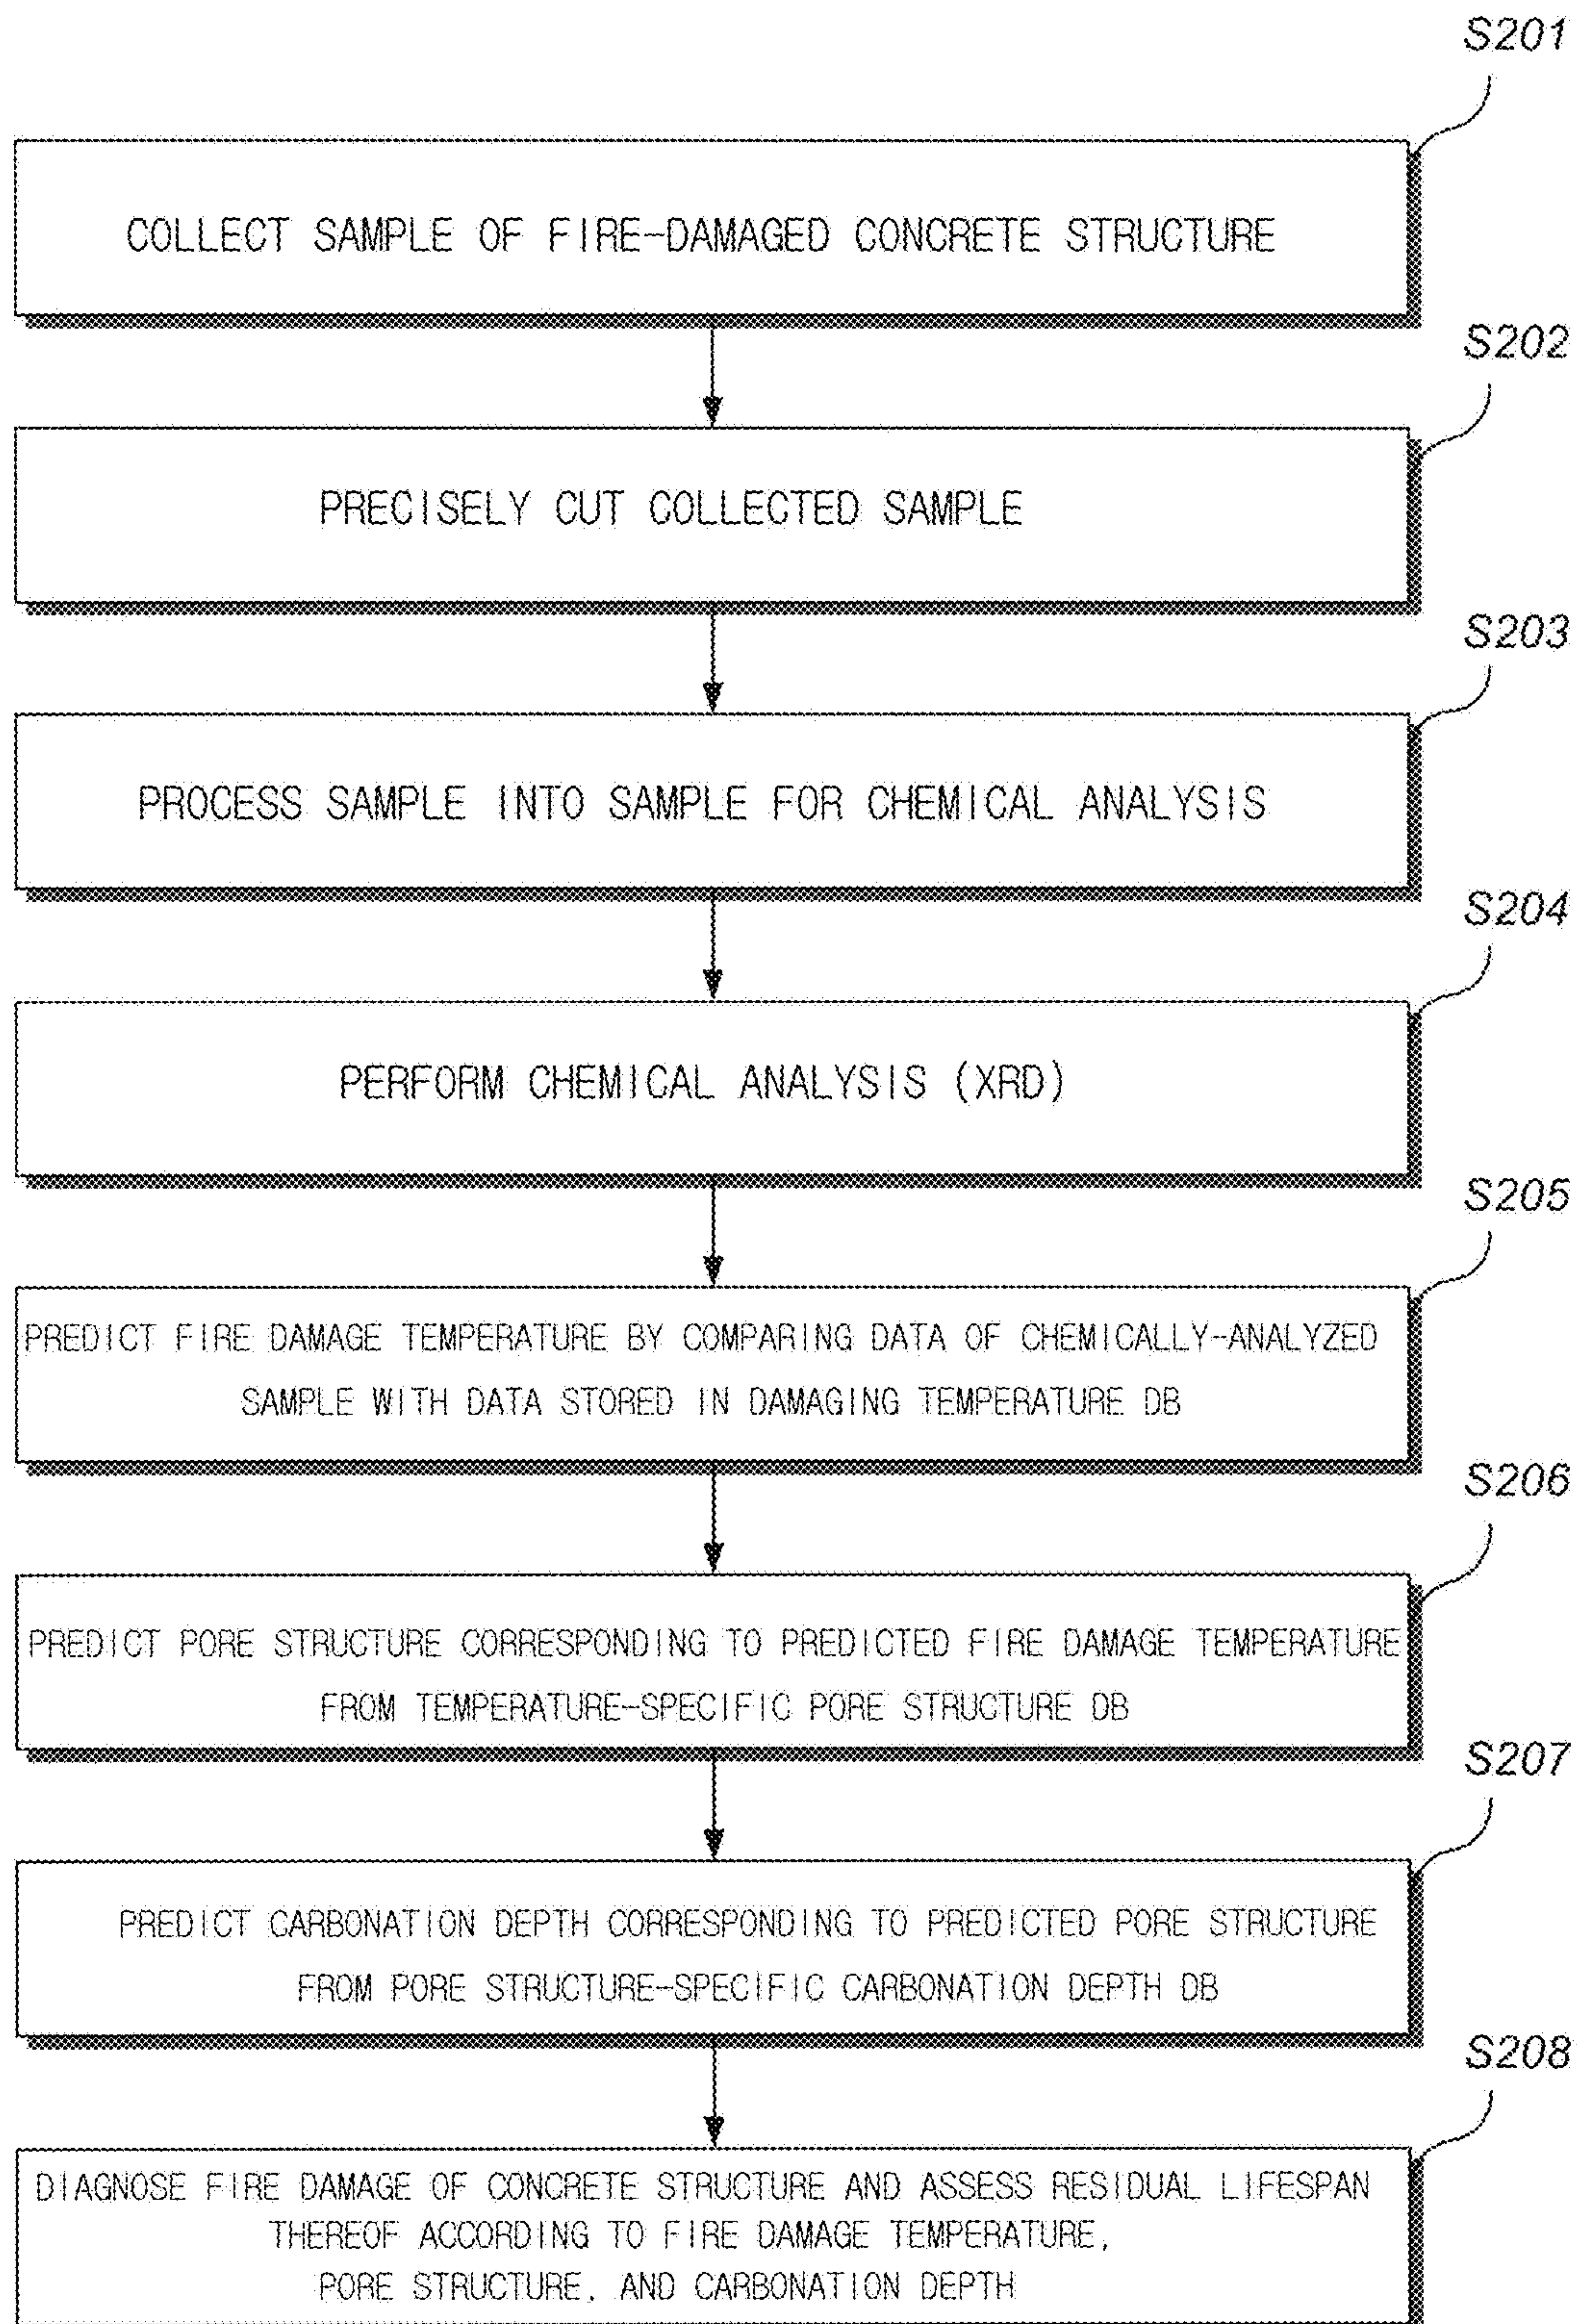 S201
COLLECT SAMPLE OF FIRE-DAMAGED CONCRETE STRUCTURE
S202
PRECISELY CUT COLLECTED SAMPLE
S203
PROCESS SAMPLE INTO SAMPLE FOR CHEMICAL ANALYSIS
S204
PERFORM CHEMICAL ANALYSIS (XRD)
S205
PREDICT FIRE DAMAGE TEMPERATURE BY COMPARING DATA OF CHEMICALLY-ANALYZED
SAMPLE WITH DATA STORED IN DAMAGING TEMPERATURE DB
S206
PREDICT PORE STRUCTURE CORRESPONDING TO PREDICTED FIRE DAMAGE TEMPERATURE
FROM TEMPERATURE-SPECIFIC PORE STRUCTURE DB
S207
PREDICT CARBONATION DEPTH CORRESPONDING TO PREDICTED PORE STRUCTURE
FROM PORE STRUCTURE-SPECIFIC CARBONATION DEPTH DB
S208
DIAGNOSE FIRE DAMAGE OF CONCRETE STRUCTURE AND ASSESS RESIDUAL LIFESPAN
THEREOF ACCORDING TO FIRE DAMAGE TEMPERATURE,
PORE STRUCTURE, AND CARBONATION DEPTH